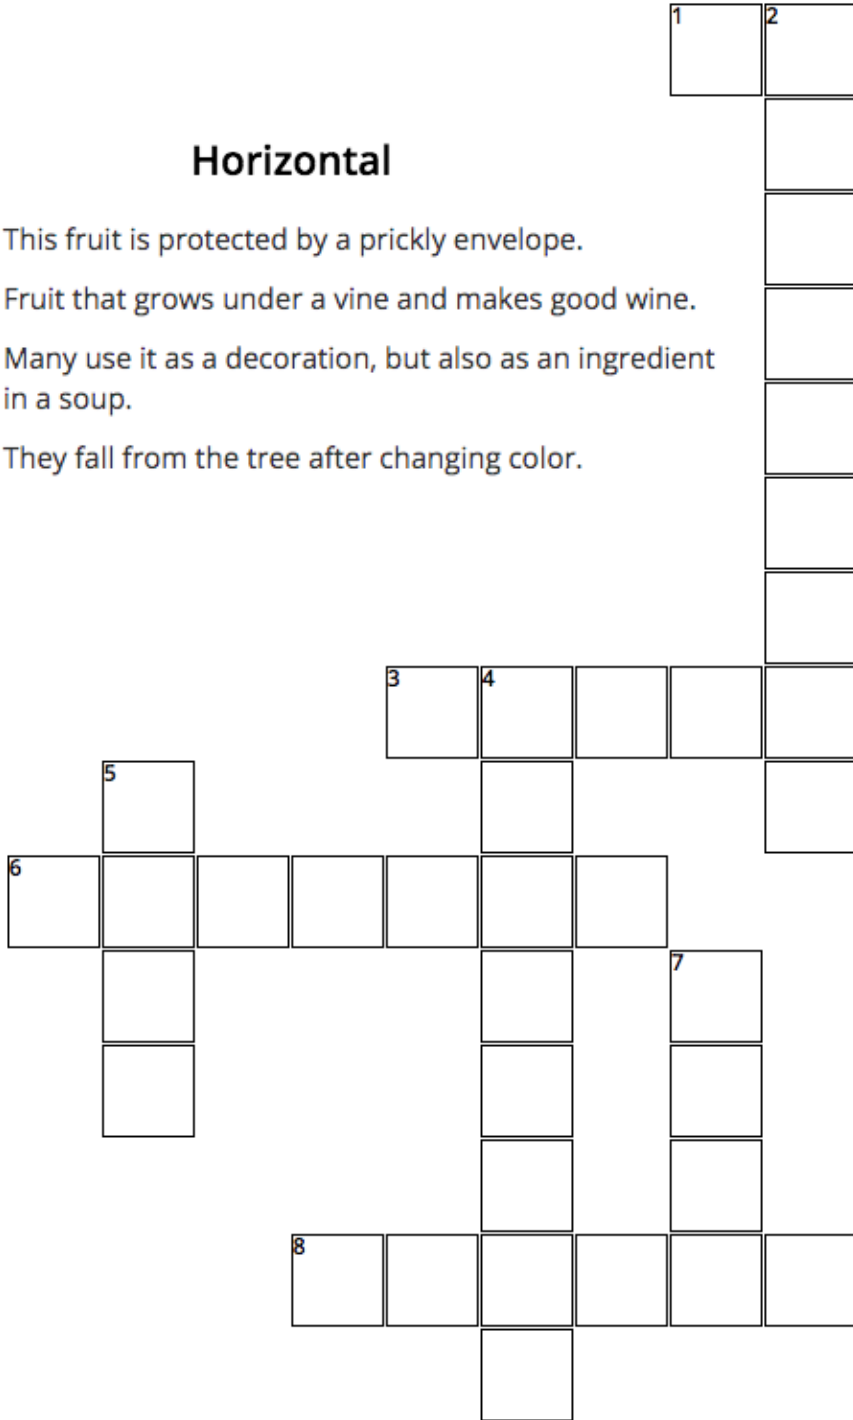 1 2
Horizontal
This fruit is protected by a prickly envelope.
Fruit that grows under a vine and makes good wine.
Many use it as a decoration, but also as an ingredient
in a soup.
They fall from the tree after changing color.
3 4
5
6
7
8